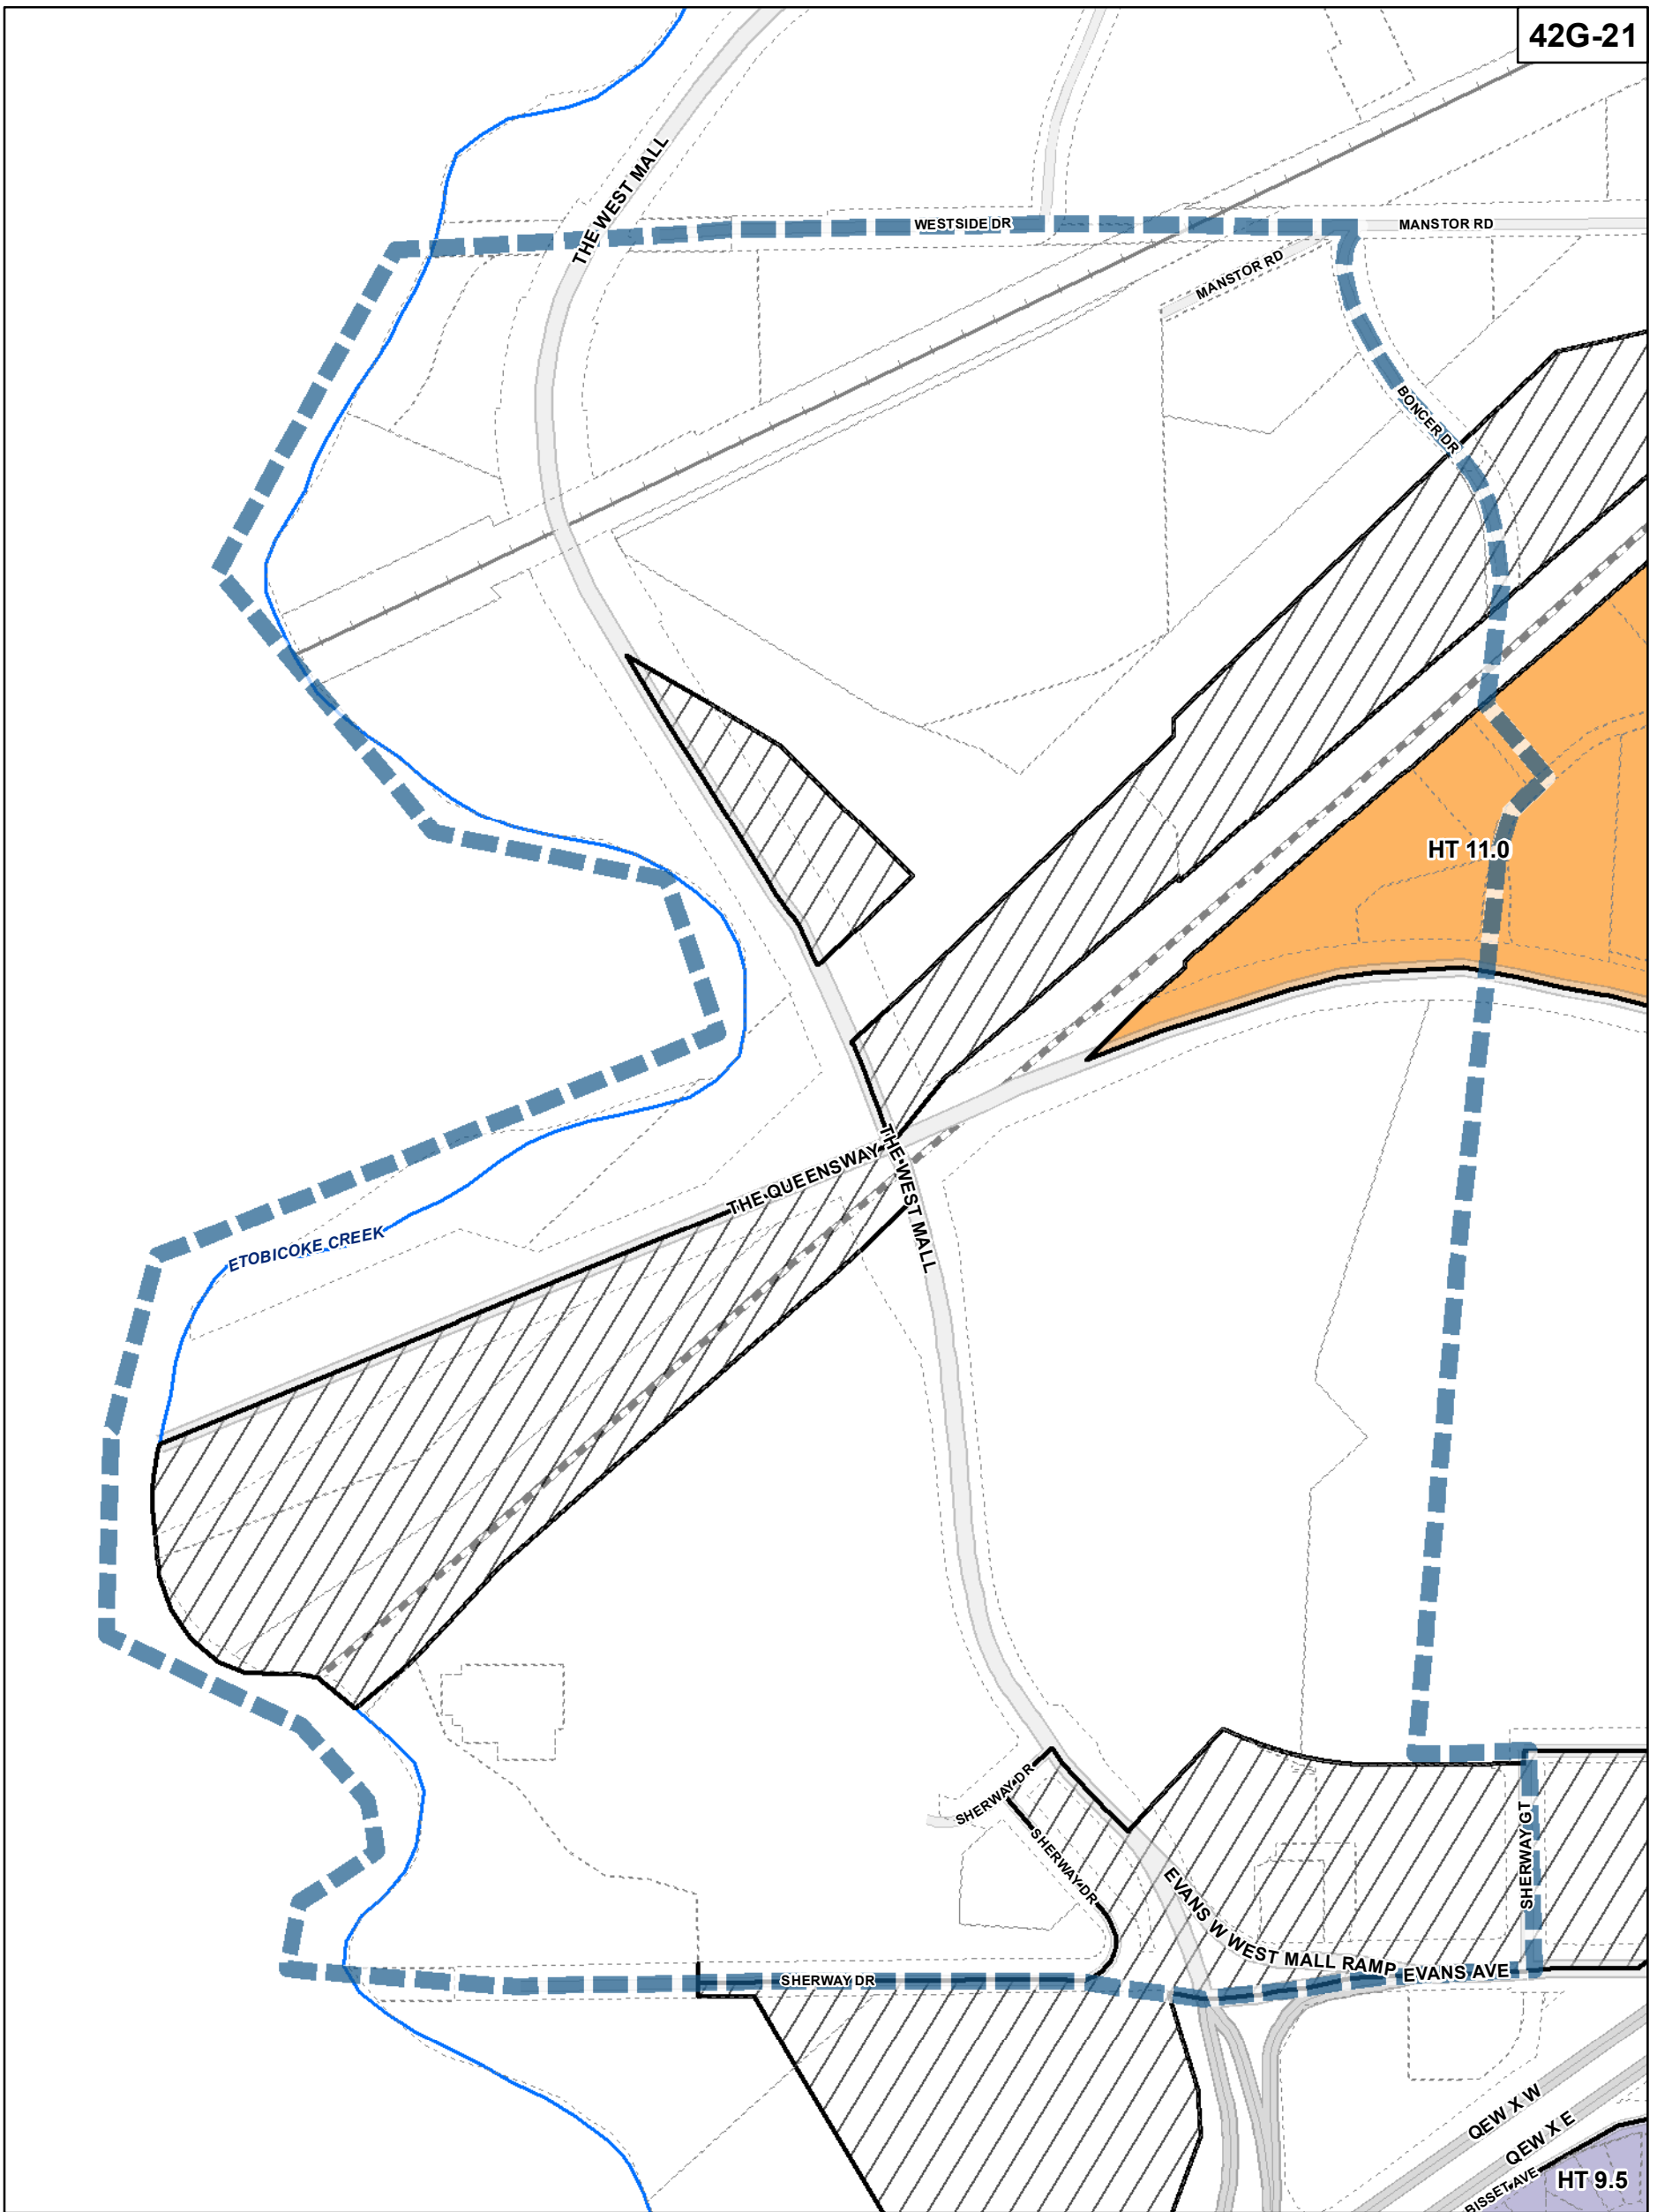 42G-21
THE WEST MALL
WESTSIDE DR
MANSTOR RD
MANSTOR RD
BONCER DR
HT 11.0
THE QUEENSWAY
THE WEST MALL
ETOBICOKE CREEK
SHERWAY DR
SHERWAY DR
SHERWAY GT
EVANS W WEST MALL RAMP
EVANS AVE
SHERWAY DR
QEW X W
QEW X E
BISSET AVE
HT 9.5